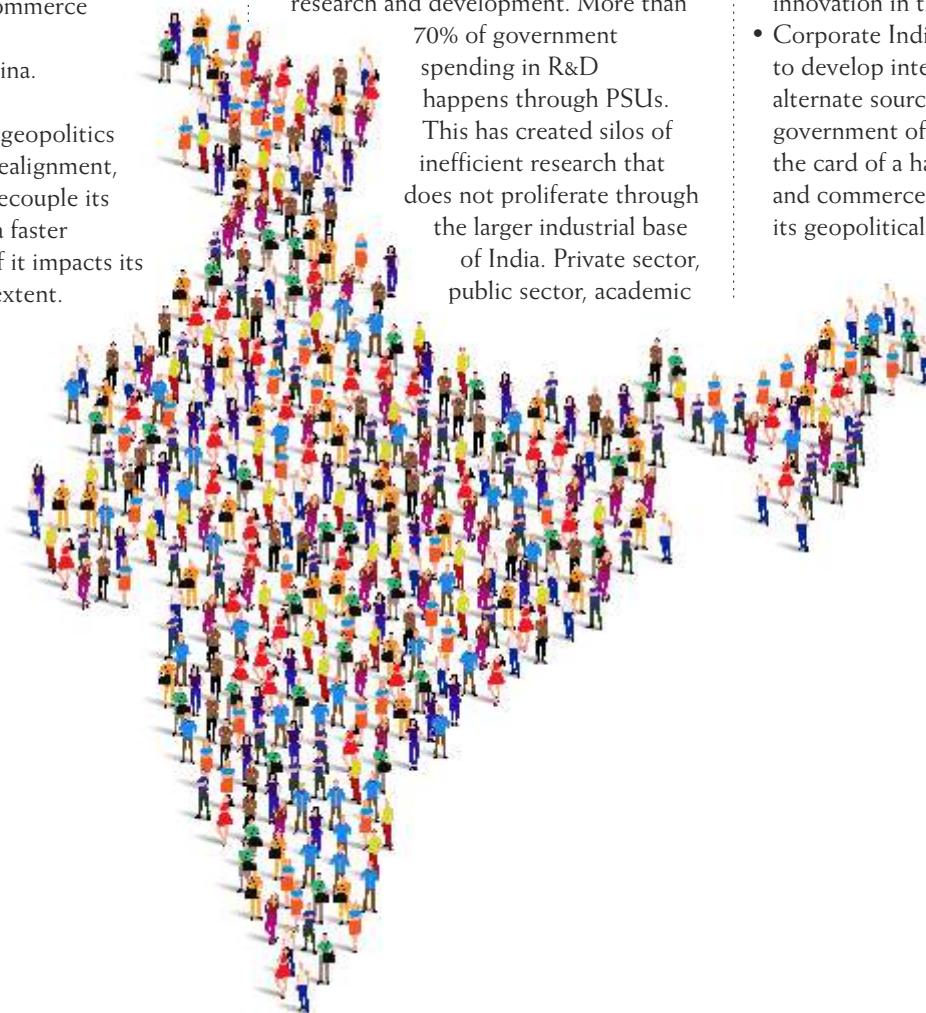 ommerce
ina.
geopolitics
ealignment,
ecouple its
a faster
f it impacts its
extent.
research and development. More than
70% of government
spending in R&D
happens through PSUs.
This has created silos of
inefficient research that
does not proliferate through
the larger industrial base
of India. Private sector,
public sector, academic
innovation in t
• Corporate Indi
to develop inte
alternate sourc
government of
the card of a ha
and commerce
its geopolitical